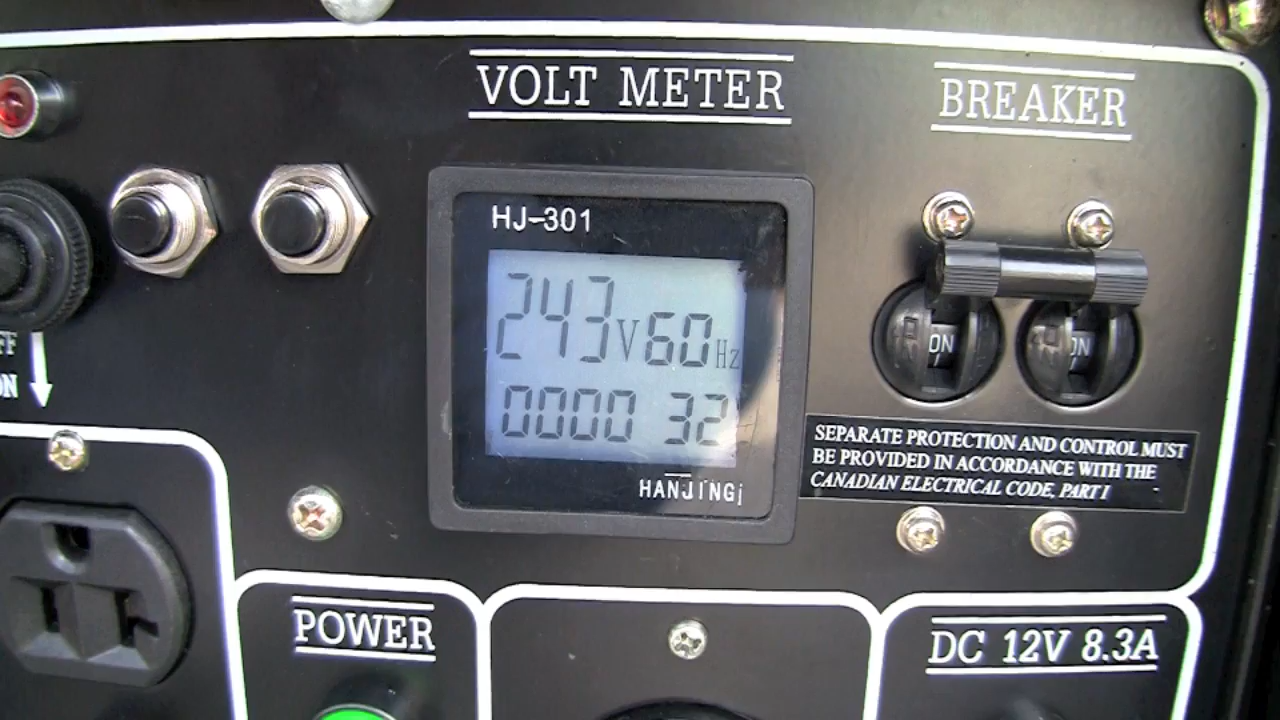 VOLT METER
BREAKER
HJ-301
243V60Hz
0000 32
HANJING
ON
ON
FF
ON
SEPARATE PROTECTION AND CONTROL MUST
BE PROVIDED IN ACCORDANCE WITH THE
CANADIAN ELECTRICAL CODE, PART I
POWER
DC 12V 8.3A